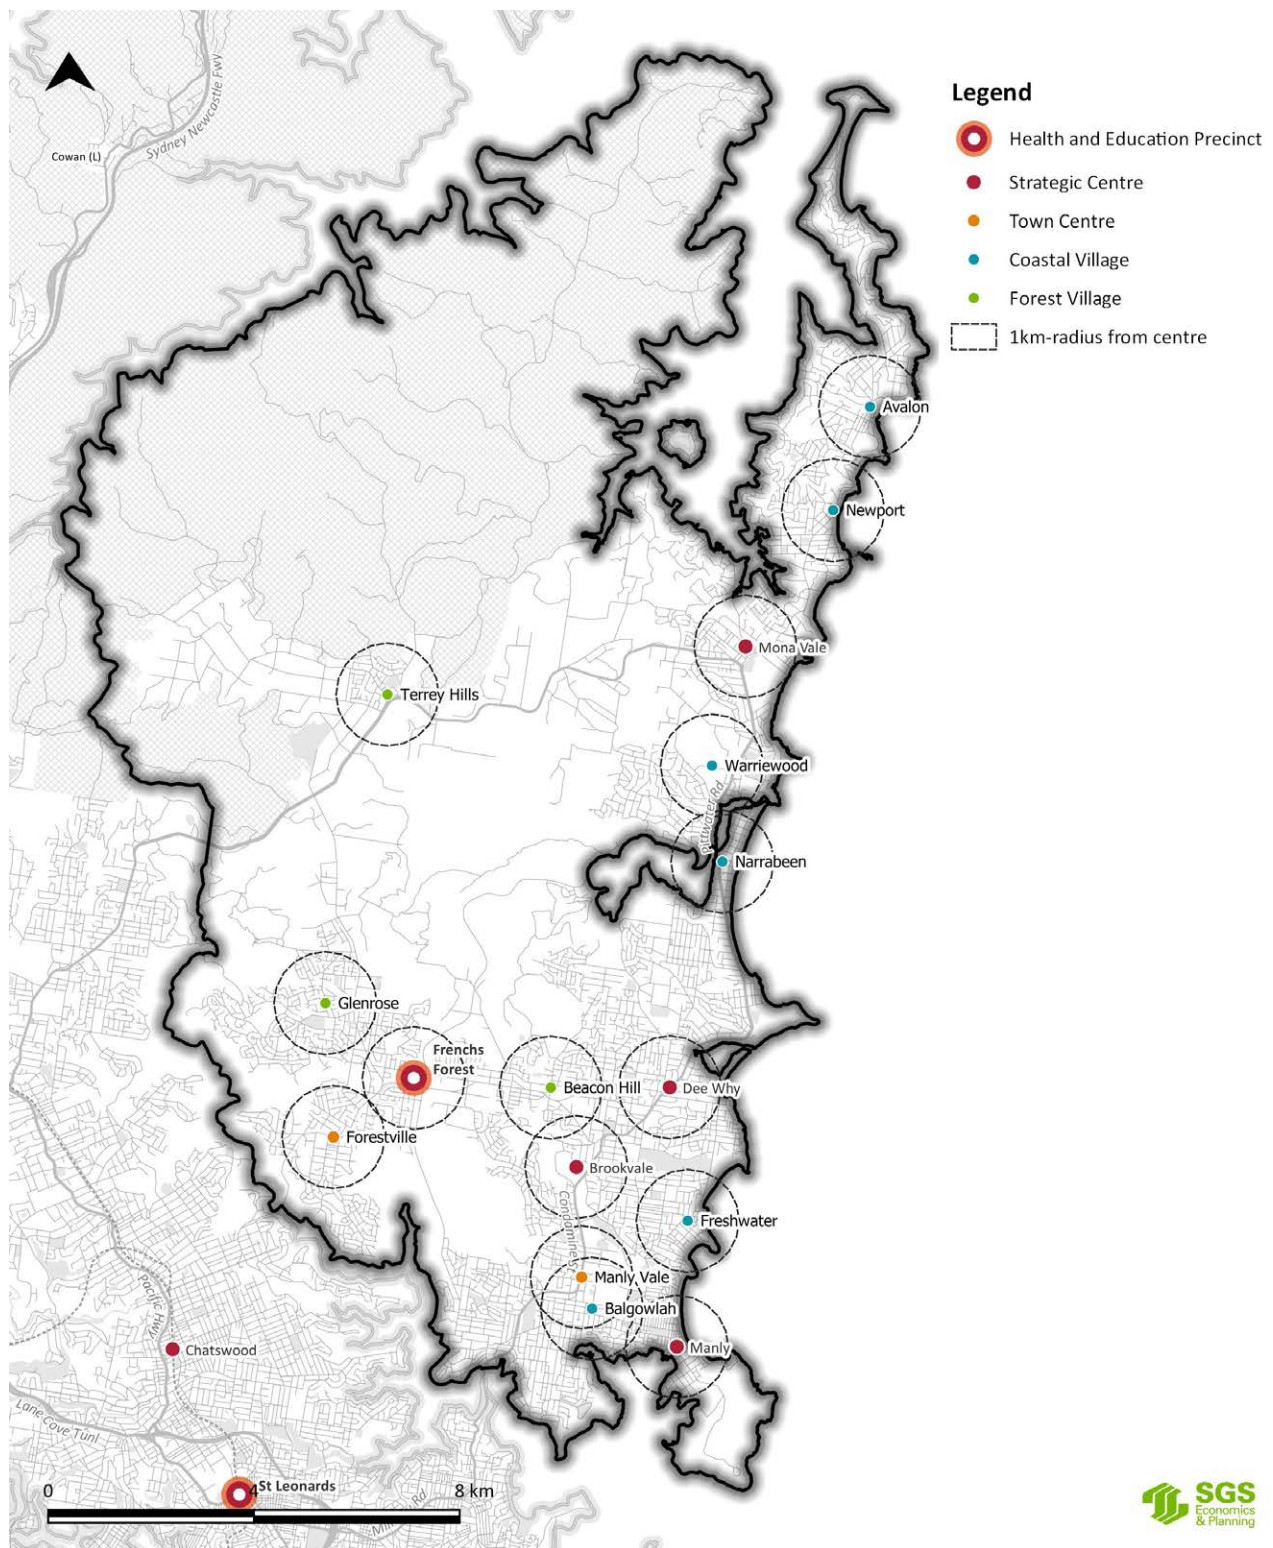 Legend
Health and Education Precinct
Strategic Centre
Town Centre
Coastal Village
Forest Village
1km-radius from centre
Sydney Newcastle Fwy
Cowan (L)
Avalon
Newport
Mona Vale
Terrey Hills
Warriewood
Pittwater Rd
Narrabeen
Glenrose
Frenchs
Forest
Beacon Hill
Dee Why
Forestville
Brookvale
Condamine St
Freshwater
Manly Vale
Balgowlah
Manly
Pacific Hwy
Chatswood
Lane Cove Tunl
St Leonards
Military Rd
0
4
8 km
SGS
Economics
& Planning